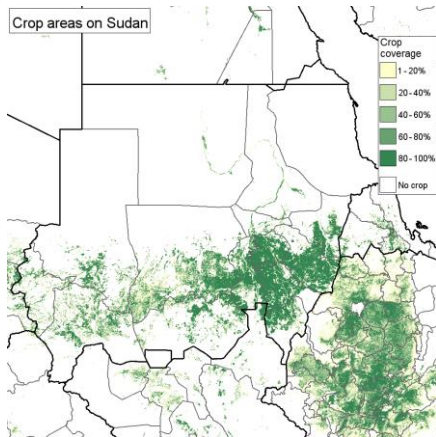 Crop areas on Sudan
Crop
coverage
1 - 20%
20 - 40%
40 - 60%
60 - 80%
80 - 100%
No crop